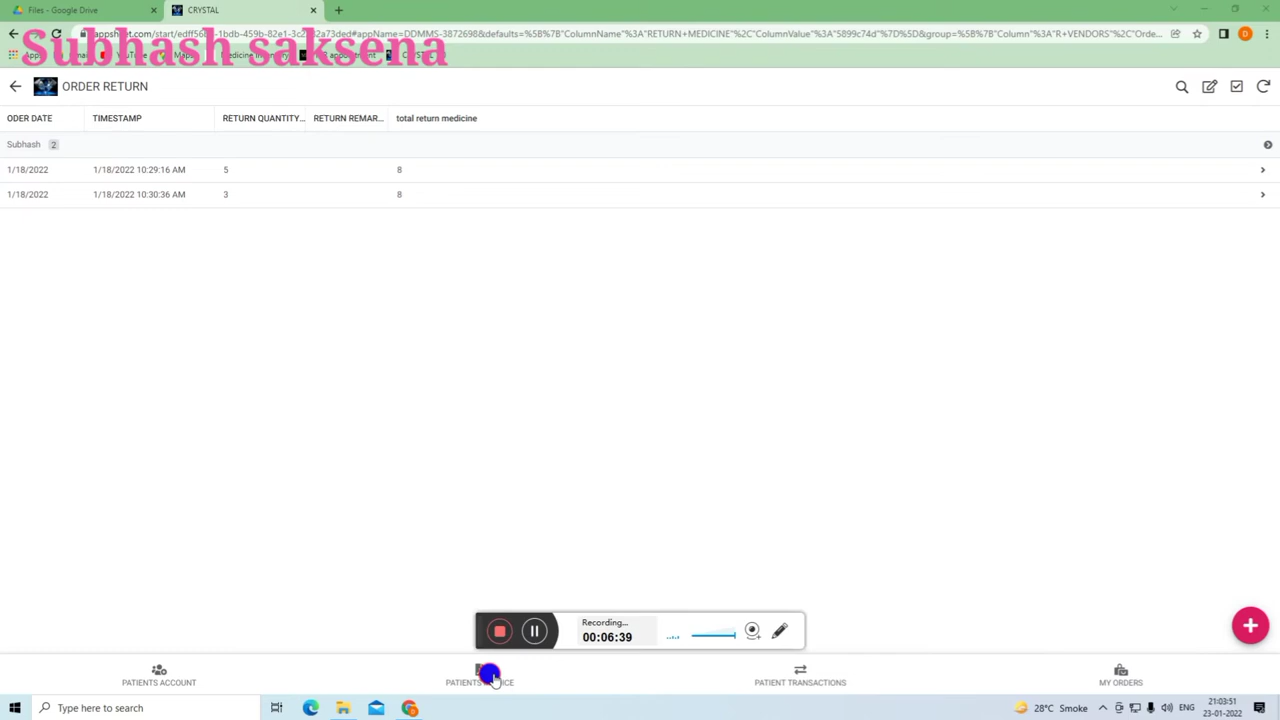 Files - Google Drive
CRYSTAL
Subhash saksena
YouTube
Maps
ORDER RETURN
ODER DATE TIMESTAMP RETURN QUANTITY... RETURN REMAR... total return medicine
Subhash 2
1/18/2022 1/18/2022 10:29:16 AM 5 8
1/18/2022 1/18/2022 10:30:36 AM 3 8
Recording...
00:06:39
PATIENTS ACCOUNT
PATIENTS
PATIENT TRANSACTIONS
MY ORDERS
Type here to search
28°C Smoke
ENG
21:03:51
23-01-2022